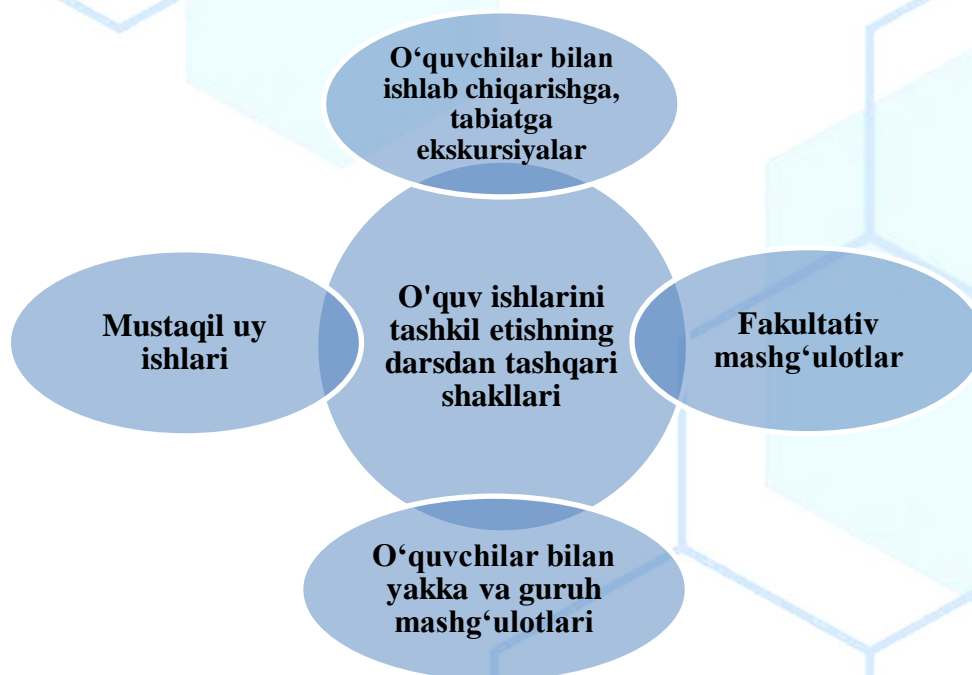 O‘quvchilar bilan
ishlab chiqarishga,
tabiatga
ekskursiyalar
Mustaqil uy
ishlari
O'quv ishlarini
tashkil etishning
darsdan tashqari
shakllari
Fakultativ
mashg‘ulotlar
O‘quvchilar bilan
yakka va guruh
mashg‘ulotlari